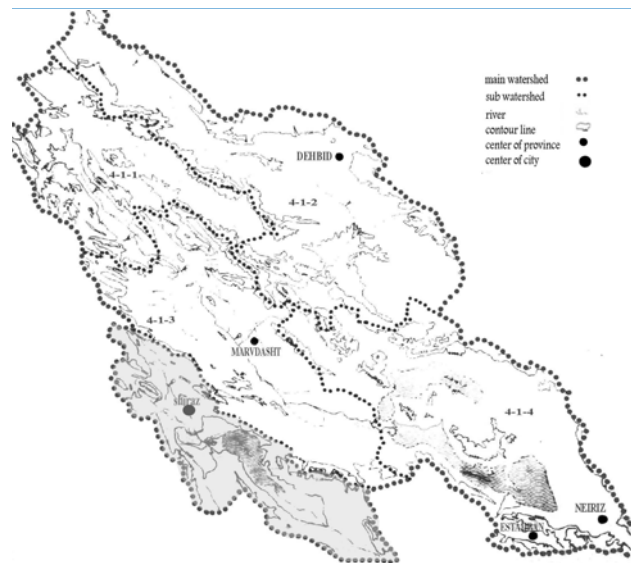 main watershed
sub watershed
river
contour line
center of province
center of city
DEHBID
4-1-1
4-1-2
4-1-3
MARVDASHT
shiraz
4-1-4
NEIRIZ